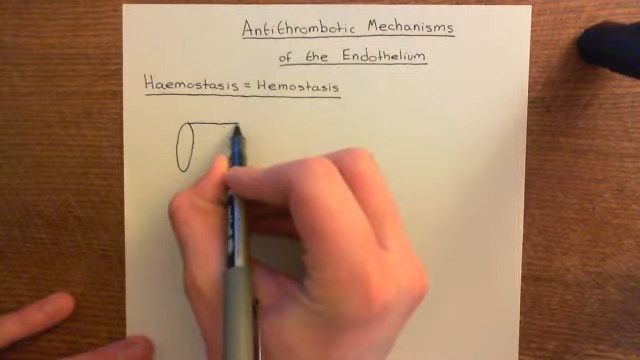 Antithrombotic Mechanisms
of the Endothelium
Haemostasis = Hemostasis